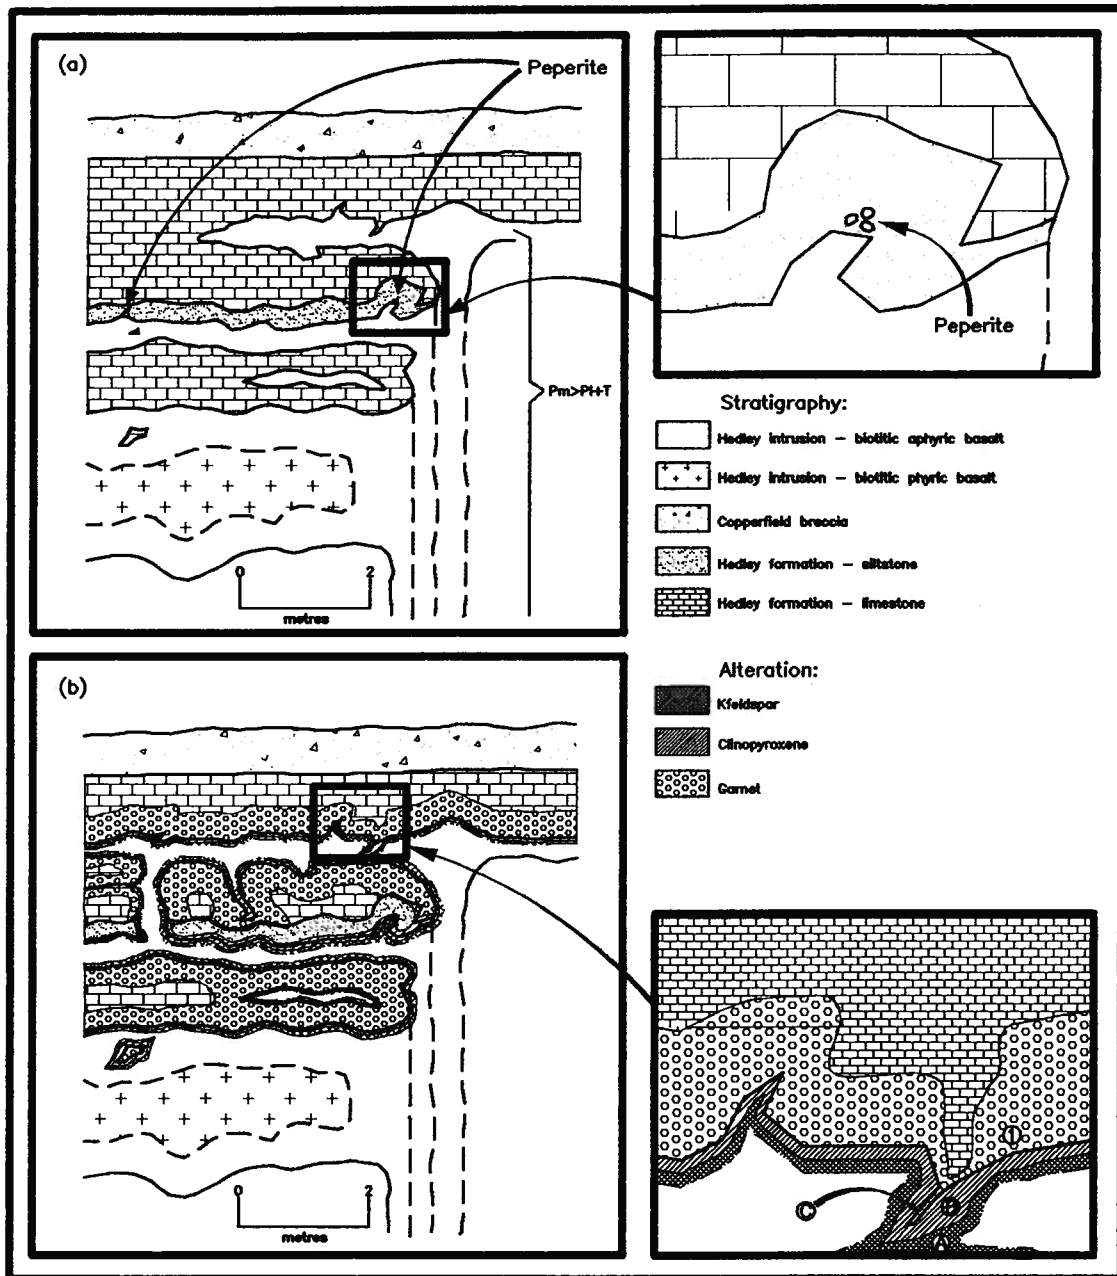 (a)
Peperite
Pm>Pl+T
0 2
metres
Peperite
Stratigraphy:
Hedley intrusion – biotitic aphyric basalt
Hedley intrusion – biotitic phyric basalt
Copperfield breccia
Hedley formation – siltstone
Hedley formation – limestone
Alteration:
Kfeldspar
Clinopyroxene
Garnet
(b)
0 2
metres
1
C
B
A